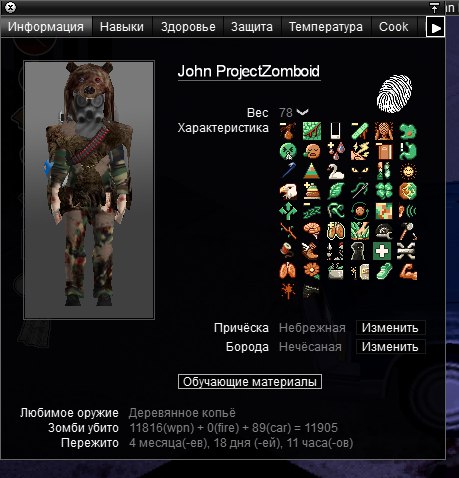 Информация Навыки Здоровье Защита Температура Cook
John ProjectZomboid
Вес 78
Характеристика
Причёска Небрежная Изменить
Борода Нечёсаная Изменить
Обучающие материалы
Любимое оружие Деревянное копьё
Зомби убито 11816(wpn) + 0(fire) + 89(car) = 11905
Пережито 4 месяца(-ев), 18 дня (-ей), 11 часа(-ов)